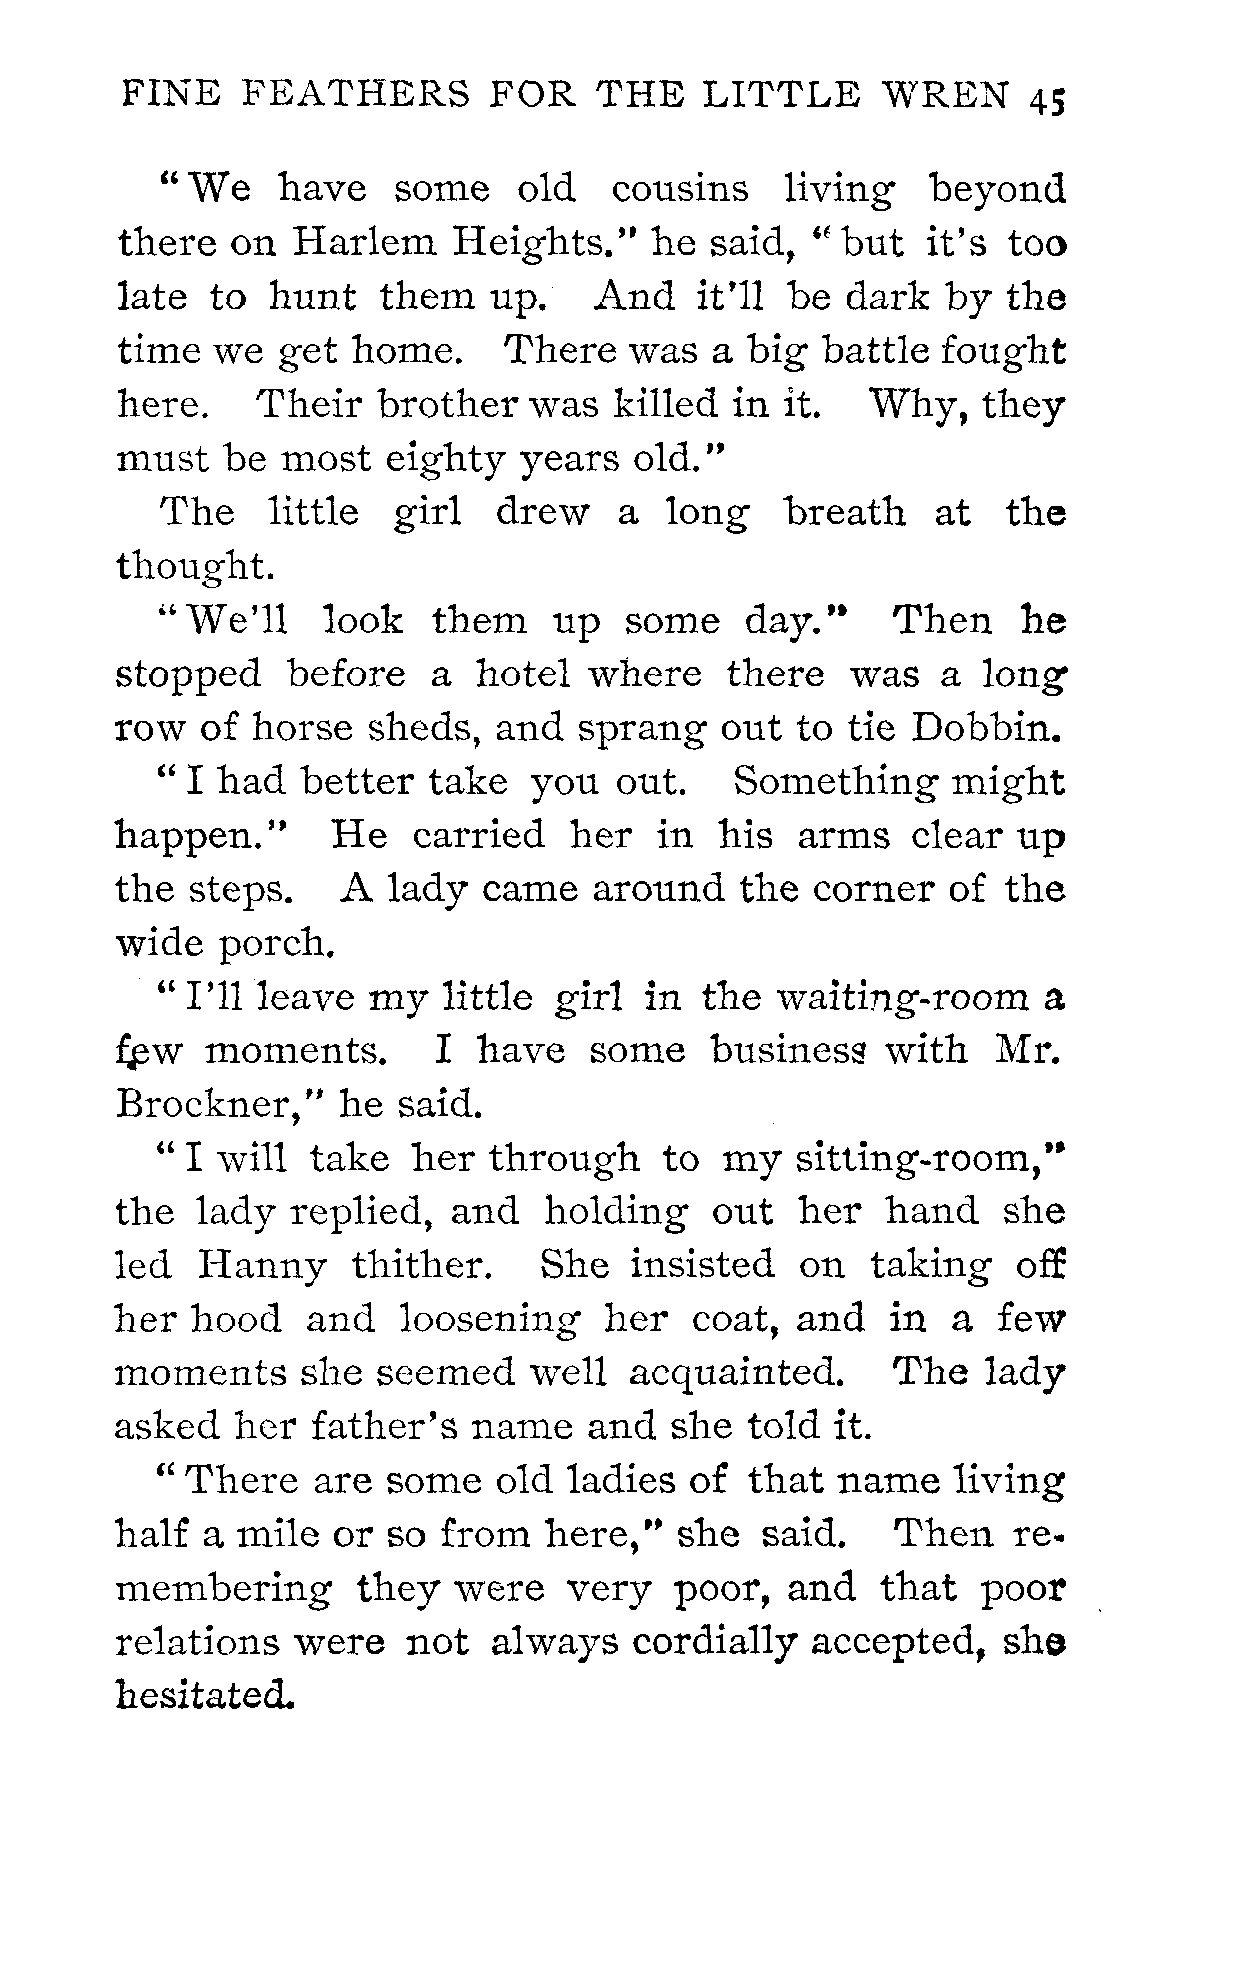 FINE FEATHERS FOR THE LITTLE WREN 45
"We have some old cousins living beyond
there on Harlem Heights." he said, "but it's too
late to hunt them up. And it'll be dark by the
time we get home. There was a big battle fought
here. Their brother was killed in it. Why, they
must be most eighty years old."
The little girl drew a long breath at the
thought.
"We'll look them up some day." Then he
stopped before a hotel where there was a long
row of horse sheds, and sprang out to tie Dobbin.
"I had better take you out. Something might
happen." He carried her in his arms clear up
the steps. A lady came around the corner of the
wide porch.
"I'll leave my little girl in the waiting-room a
few moments. I have some business with Mr.
Brockner," he said.
"I will take her through to my sitting-room,"
the lady replied, and holding out her hand she
led Hanny thither. She insisted on taking off
her hood and loosening her coat, and in a few
moments she seemed well acquainted. The lady
asked her father's name and she told it.
"There are some old ladies of that name living
half a mile or so from here," she said. Then re-
membering they were very poor, and that poor
relations were not always cordially accepted, she
hesitated.